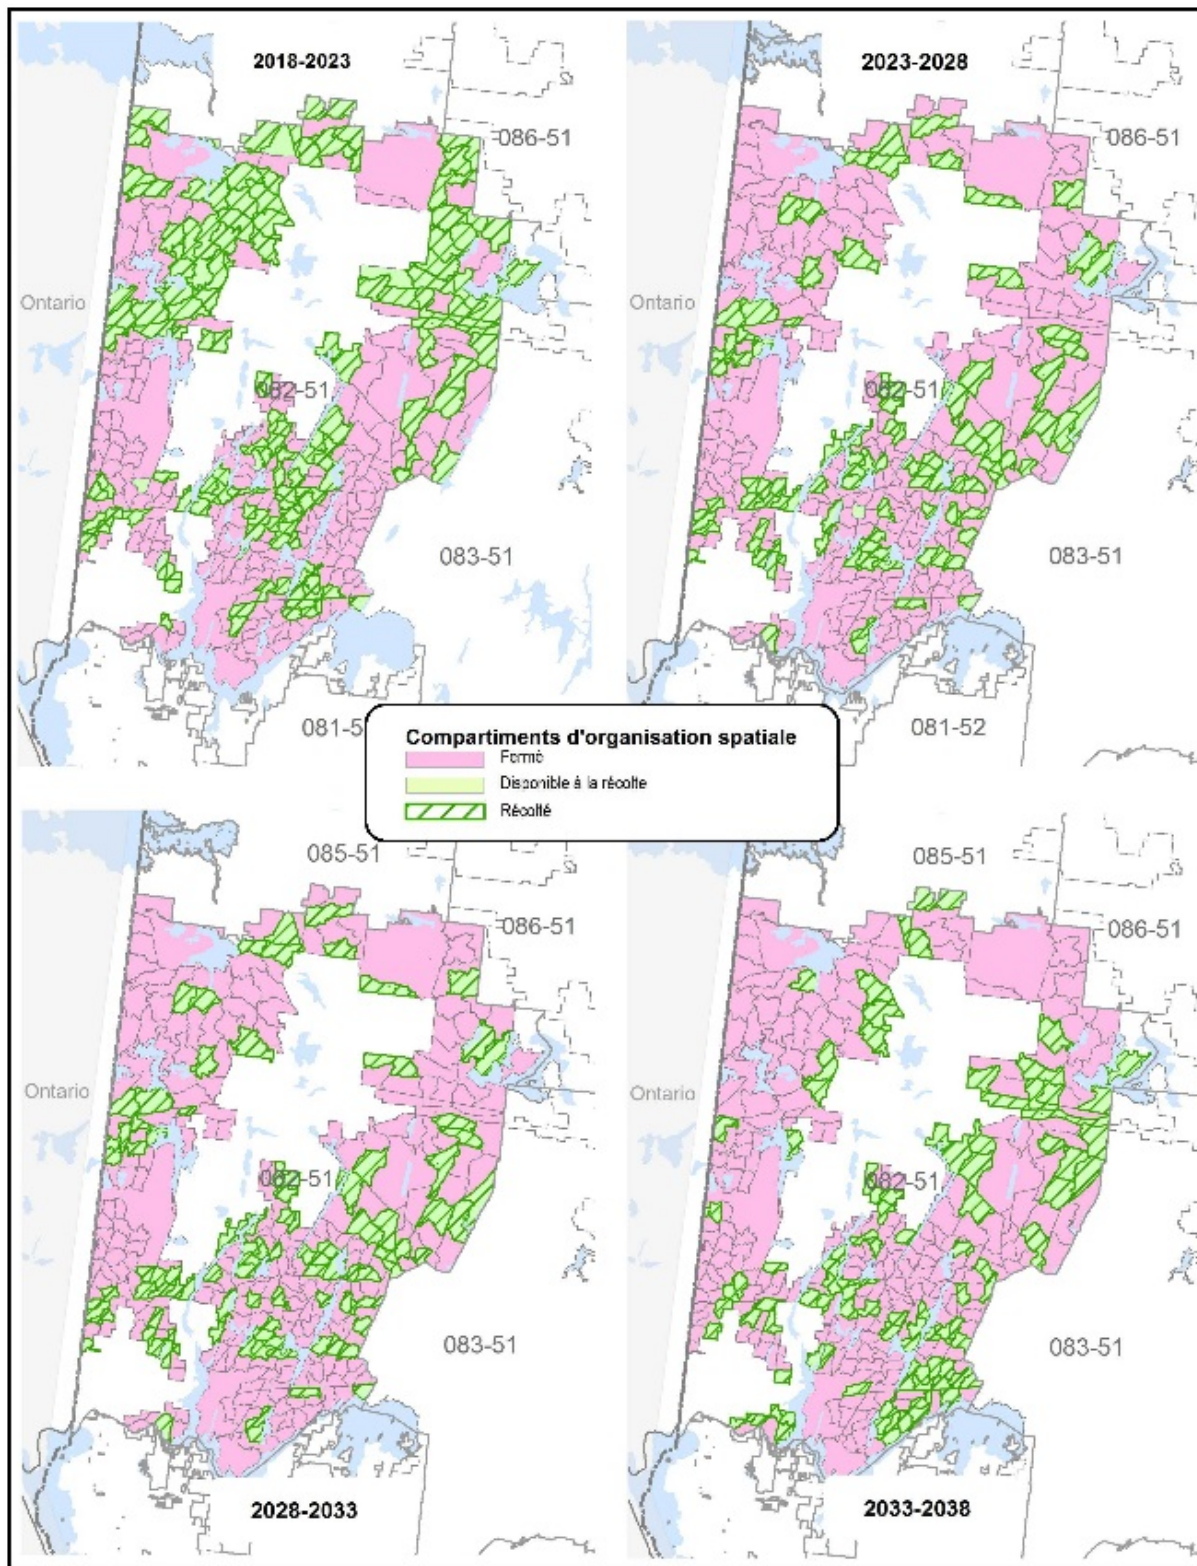 2018-2023
2023-2028
086-51
086-51
Ontario
Ontario
082-51
082-51
083-51
083-51
081-5
081-52
Compartiments d'organisation spatiale
Fermé
Disponible à la récolte
Récolté
085-51
085-51
086-51
086-51
Ontario
Ontario
082-51
082-51
083-51
083-51
2028-2033
2033-2038